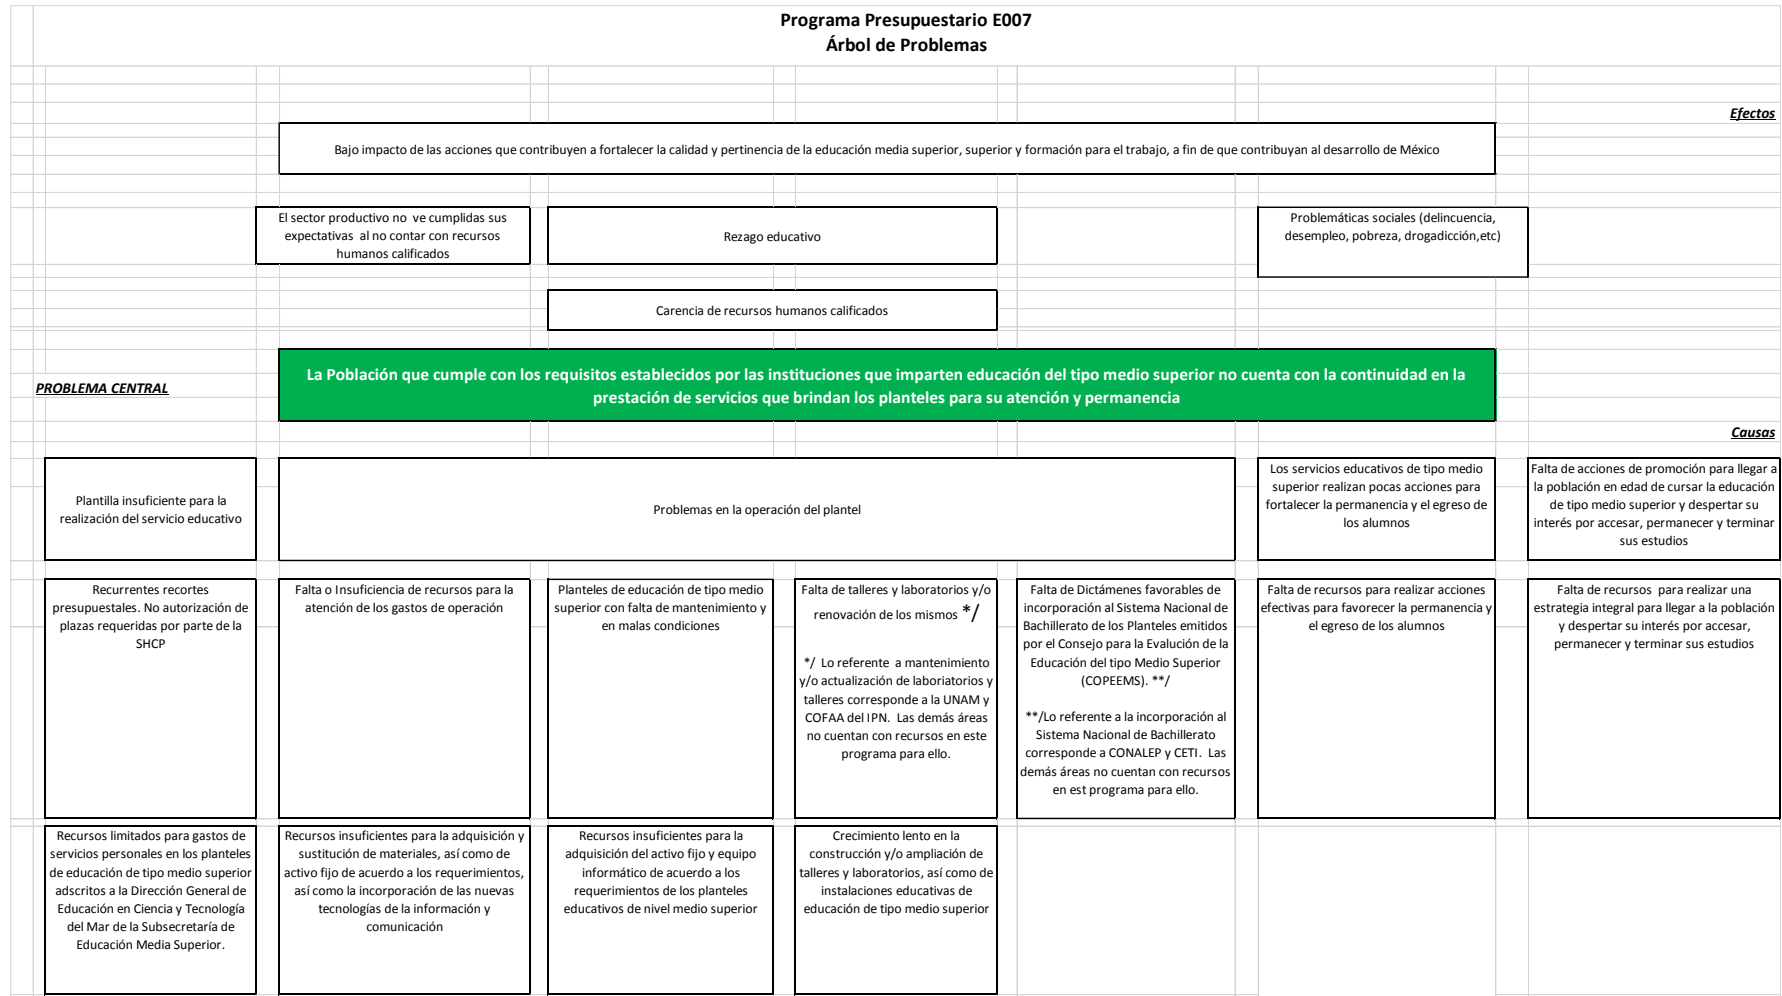 Programa Presupuestario E007
Árbol de Problemas
Efectos
Bajo impacto de las acciones que contribuyen a fortalecer la calidad y pertinencia de la educación media superior, superior y formación para el trabajo, a fin de que contribuyan al desarrollo de México
El sector productivo no ve cumplidas sus
expectativas al no contar con recursos
humanos calificados
Rezago educativo
Problemáticas sociales (delincuencia,
desempleo, pobreza, drogadicción,etc)
Carencia de recursos humanos calificados
PROBLEMA CENTRAL
La Población que cumple con los requisitos establecidos por las instituciones que imparten educación del tipo medio superior no cuenta con la continuidad en la
prestación de servicios que brindan los planteles para su atención y permanencia
Causas
Plantilla insuficiente para la
realización del servicio educativo
Problemas en la operación del plantel
Los servicios educativos de tipo medio
superior realizan pocas acciones para
fortalecer la permanencia y el egreso de
los alumnos
Falta de acciones de promoción para llegar a
la población en edad de cursar la educación
de tipo medio superior y despertar su
interés por accesar, permanecer y terminar
sus estudios
Recurrentes recortes
presupuestales. No autorización de
plazas requeridas por parte de la
SHCP
Falta o Insuficiencia de recursos para la
atención de los gastos de operación
Planteles de educación de tipo medio
superior con falta de mantenimiento y
en malas condiciones
Falta de talleres y laboratorios y/o
renovación de los mismos */
*/ Lo referente a mantenimiento
y/o actualización de laboriatorios y
talleres corresponde a la UNAM y
COFAA del IPN. Las demás áreas
no cuentan con recursos en este
programa para ello.
Falta de Dictámenes favorables de
incorporación al Sistema Nacional de
Bachillerato de los Planteles emitidos
por el Consejo para la Evalución de la
Educación del tipo Medio Superior
(COPEEMS). **/
**/Lo referente a la incorporación al
Sistema Nacional de Bachillerato
corresponde a CONALEP y CETI. Las
demás áreas no cuentan con recursos
en est programa para ello.
Falta de recursos para realizar acciones
efectivas para favorecer la permanencia y
el egreso de los alumnos
Falta de recursos para realizar una
estrategia integral para llegar a la población
y despertar su interés por accesar,
permanecer y terminar sus estudios
Recursos limitados para gastos de
servicios personales en los planteles
de educación de tipo medio superior
adscritos a la Dirección General de
Educación en Ciencia y Tecnología
del Mar de la Subsecretaría de
Educación Media Superior.
Recursos insuficientes para la adquisición y
sustitución de materiales, así como de
activo fijo de acuerdo a los requerimientos,
así como la incorporación de las nuevas
tecnologías de la información y
comunicación
Recursos insuficientes para la
adquisición del activo fijo y equipo
informático de acuerdo a los
requerimientos de los planteles
educativos de nivel medio superior
Crecimiento lento en la
construcción y/o ampliación de
talleres y laboratorios, así como de
instalaciones educativas de
educación de tipo medio superior